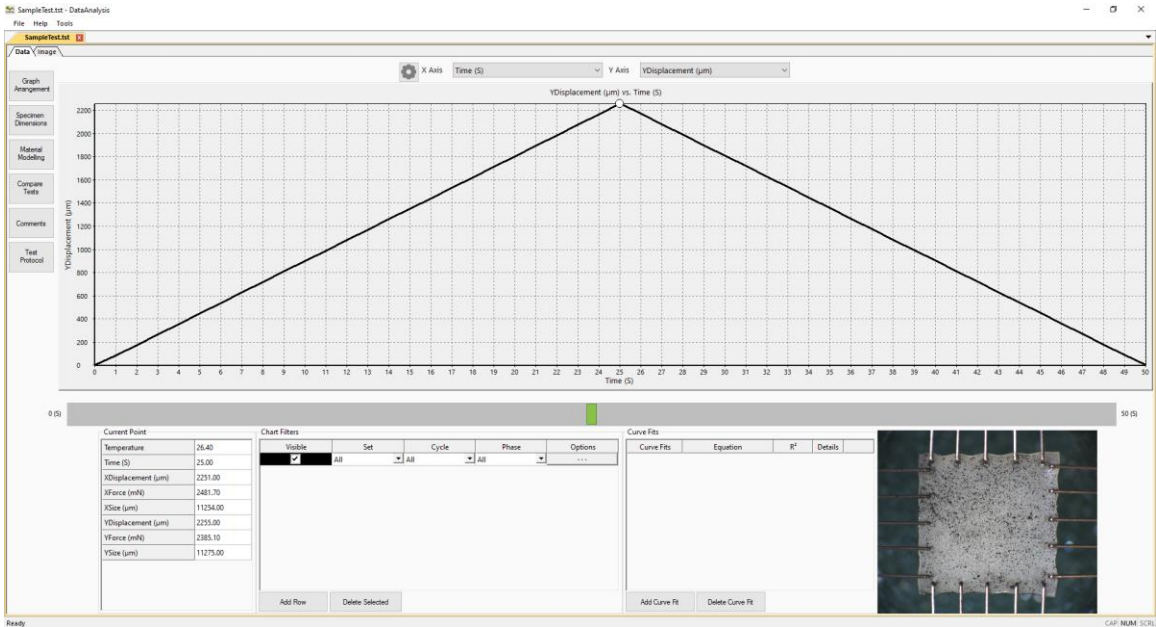 SampleTest.tst - DataAnalysis
File Help Tools
SampleTest.tst
Data Image
X Axis Time (S) Y Axis YDisplacement (µm)
Graph Arrangement
Specimen Dimensions
Material Modelling
Compare Tests
Comments
Test Protocol
YDisplacement (µm) vs. Time (S)
YDisplacement (µm)
2200
2000
1800
1600
1400
1200
1000
800
600
400
200
0
0 1 2 3 4 5 6 7 8 9 10 11 12 13 14 15 16 17 18 19 20 21 22 23 24 25 26 27 28 29 30 31 32 33 34 35 36 37 38 39 40 41 42 43 44 45 46 47 48 49 50
Time (S)
0 (S) 50 (S)
Current Point
Temperature 26.40
Time (S) 25.00
XDisplacement (µm) 2251.00
XForce (mN) 2481.70
XSize (µm) 11254.00
YDisplacement (µm) 2255.00
YForce (mN) 2385.10
YSize (µm) 11275.00
Chart Filters
Visible Set Cycle Phase Options
All All All ...
Add Row Delete Selected
Curve Fits
Curve Fits Equation R² Details
Add Curve Fit Delete Curve Fit
Ready CAP NUM SCRL